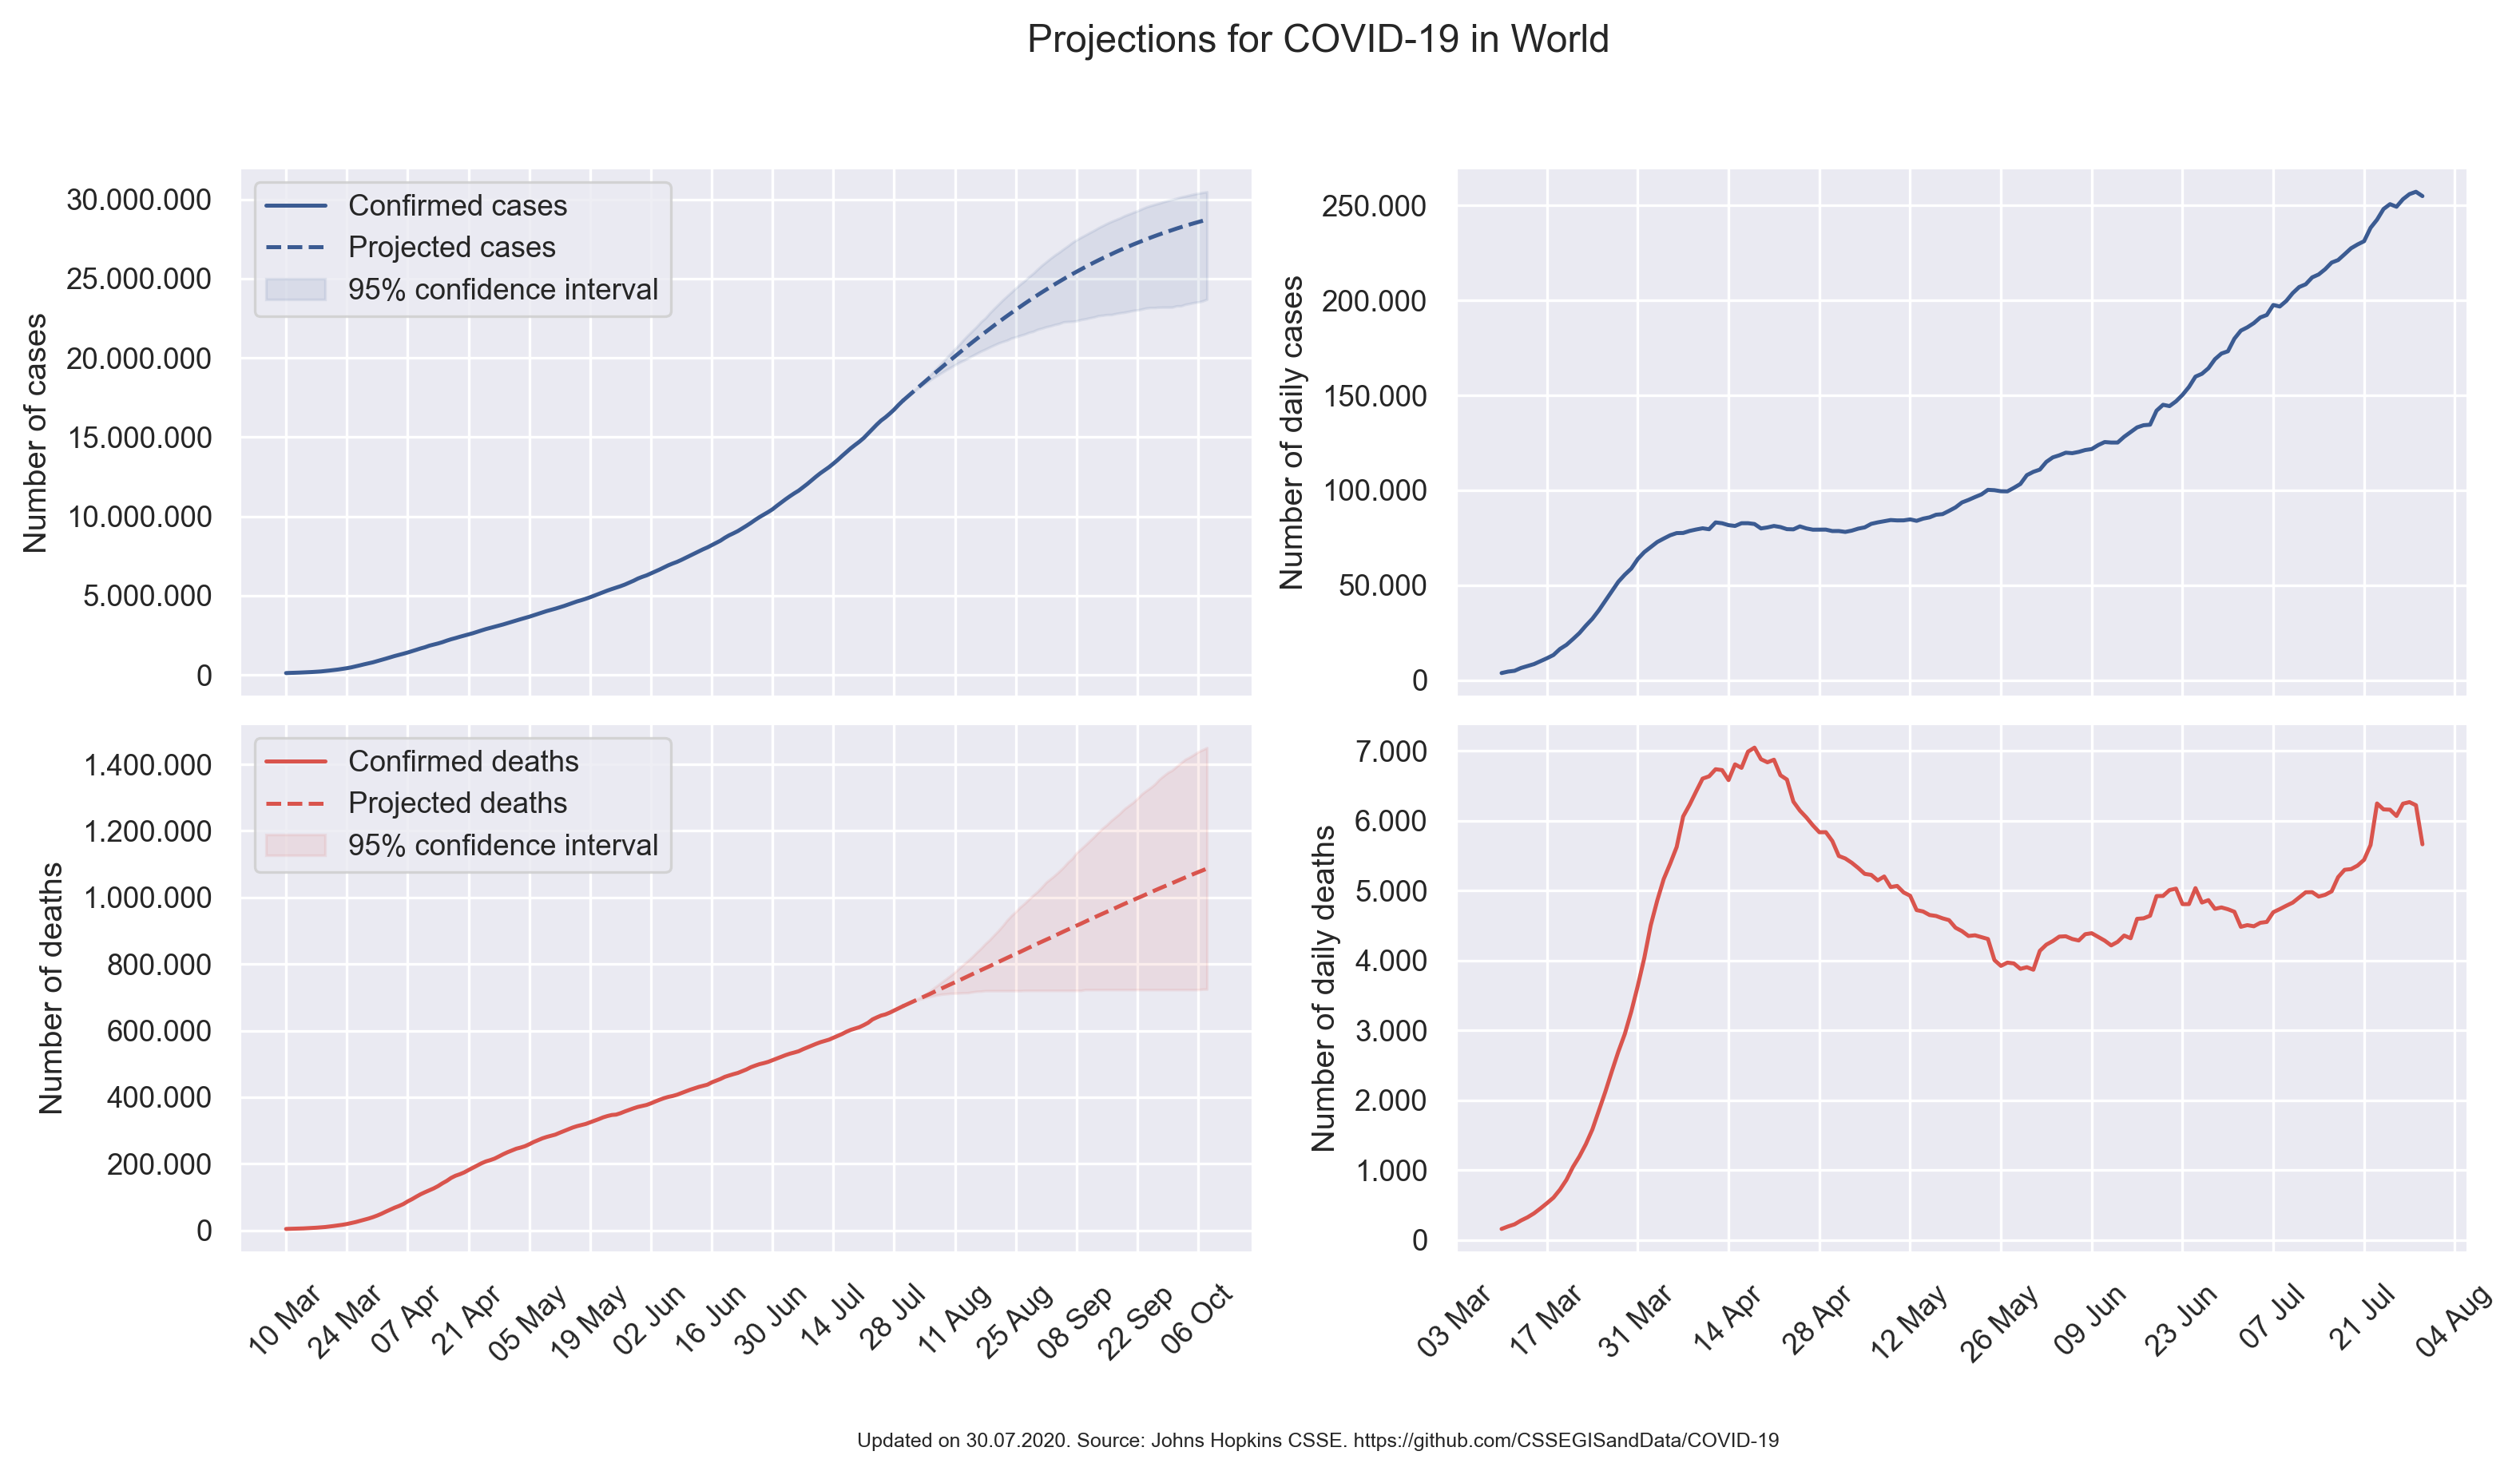 Projections for COVID-19 in World
30.000.000
25.000.000
20.000.000
15.000.000
10.000.000
5.000.000
0
Number of cases
Confirmed cases
Projected cases
95% confidence interval
250.000
200.000
150.000
100.000
50.000
0
Number of daily cases
1.400.000
1.200.000
1.000.000
800.000
600.000
400.000
200.000
0
Number of deaths
Confirmed deaths
Projected deaths
95% confidence interval
10 Mar
24 Mar
07 Apr
21 Apr
05 May
19 May
02 Jun
16 Jun
30 Jun
14 Jul
28 Jul
11 Aug
25 Aug
08 Sep
22 Sep
06 Oct
7.000
6.000
5.000
4.000
3.000
2.000
1.000
0
Number of daily deaths
03 Mar
17 Mar
31 Mar
14 Apr
28 Apr
12 May
26 May
09 Jun
23 Jun
07 Jul
21 Jul
04 Aug
Updated on 30.07.2020. Source: Johns Hopkins CSSE. https://github.com/CSSEGISandData/COVID-19